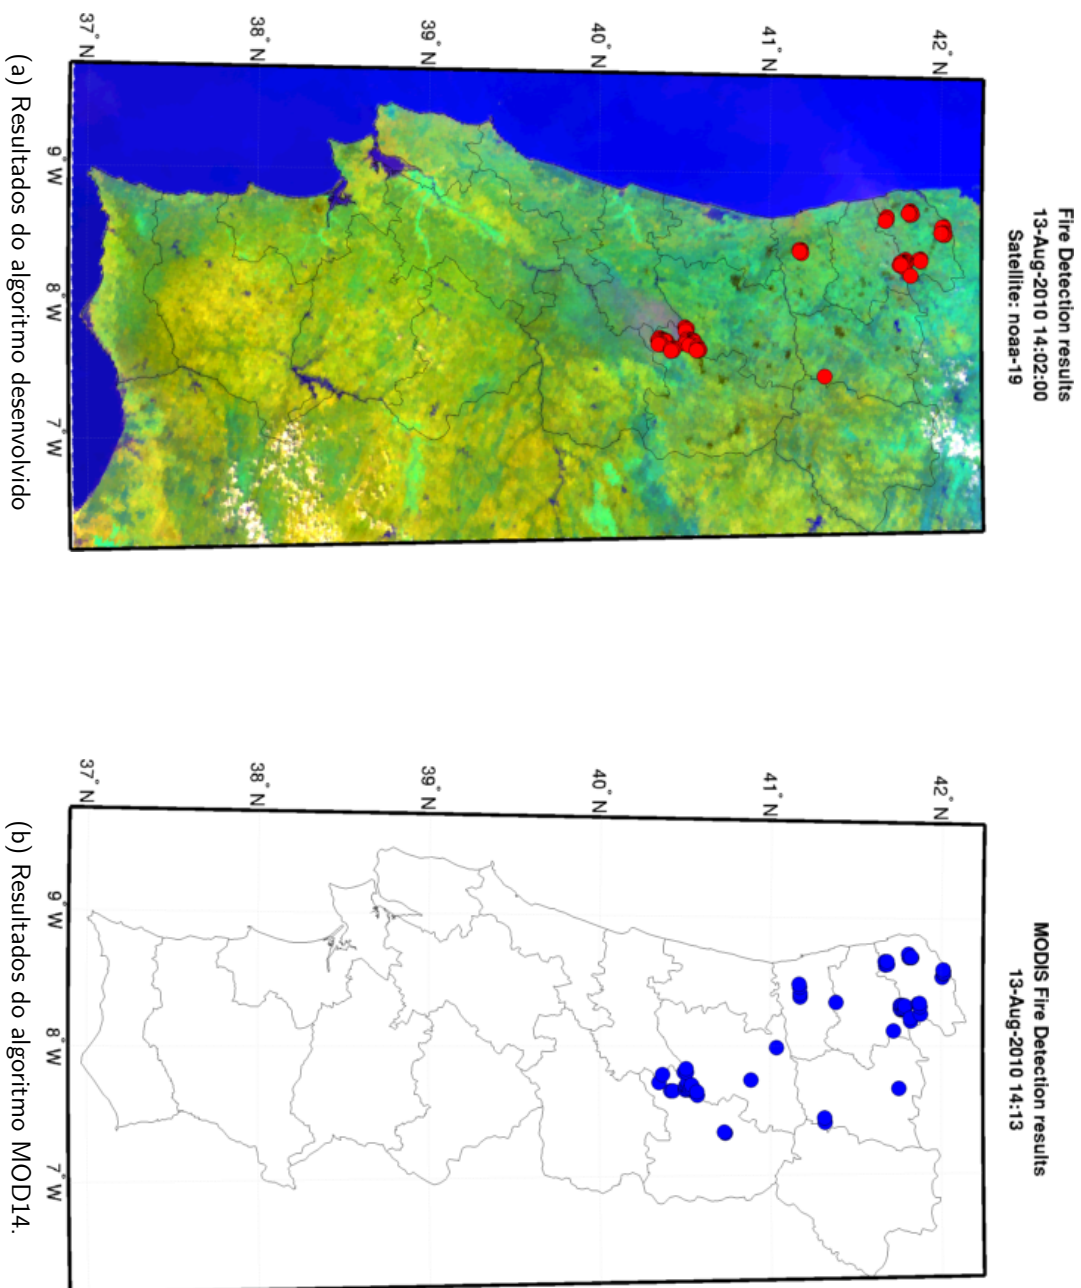 Fire Detection results
13-Aug-2010 14:02:00
Satellite: noaa-19
42° N
41° N
40° N
39° N
38° N
37° N
9° W
8° W
7° W
(a) Resultados do algoritmo desenvolvido
MODIS Fire Detection results
13-Aug-2010 14:13
42° N
41° N
40° N
39° N
38° N
37° N
9° W
8° W
7° W
(b) Resultados do algoritmo MOD14.